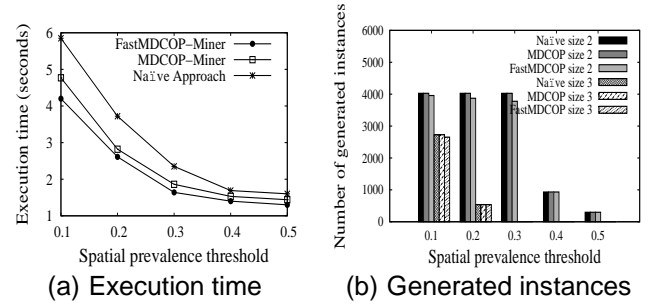 Execution time (seconds)
6
5
4
3
2
1
0.1 0.2 0.3 0.4 0.5
FastMDCOP-Miner
MDCOP-Miner
Naïve Approach
Spatial prevalence threshold
(a) Execution time
Number of generated instances
6000
5000
4000
3000
2000
1000
0
0.1 0.2 0.3 0.4 0.5
Naïve size 2
MDCOP size 2
FastMDCOP size 2
Naïve size 3
MDCOP size 3
FastMDCOP size 3
Spatial prevalence threshold
(b) Generated instances